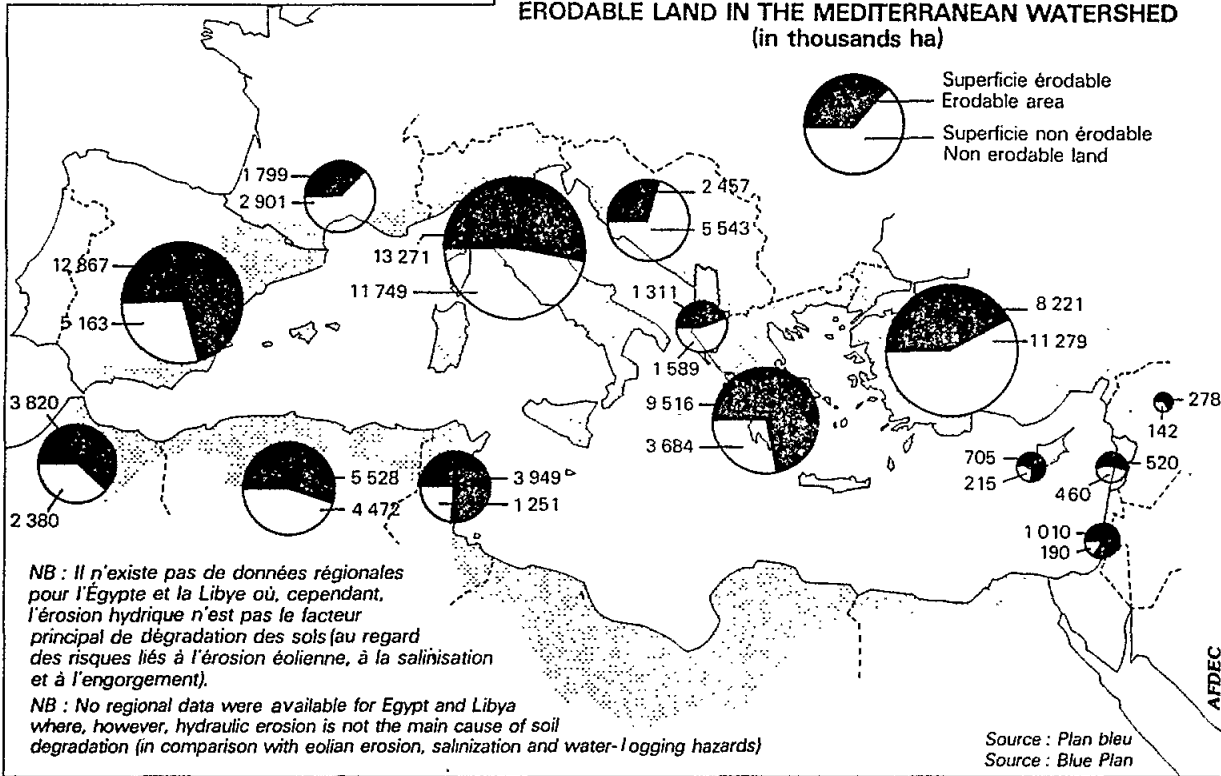 ERODABLE LAND IN THE MEDITERRANEAN WATERSHED
(in thousands ha)
Superficie érodable
Erodable area
Superficie non érodable
Non erodable land
1 799
2 901
2 457
5 543
13 271
11 749
12 867
5 163
1 311
1 589
8 221
11 279
9 516
3 684
3 820
2 380
5 528
4 472
3 949
1 251
278
142
705
215
520
460
1 010
190
NB : Il n'existe pas de données régionales
pour l'Égypte et la Libye où, cependant,
l'érosion hydrique n'est pas le facteur
principal de dégradation des sols (au regard
des risques liés à l'érosion éolienne, à la salinisation
et à l'engorgement).
NB : No regional data were available for Egypt and Libya
where, however, hydraulic erosion is not the main cause of soil
degradation (in comparison with eolian erosion, salinization and water-logging hazards)
Source : Plan bleu
Source : Blue Plan
AFDEC